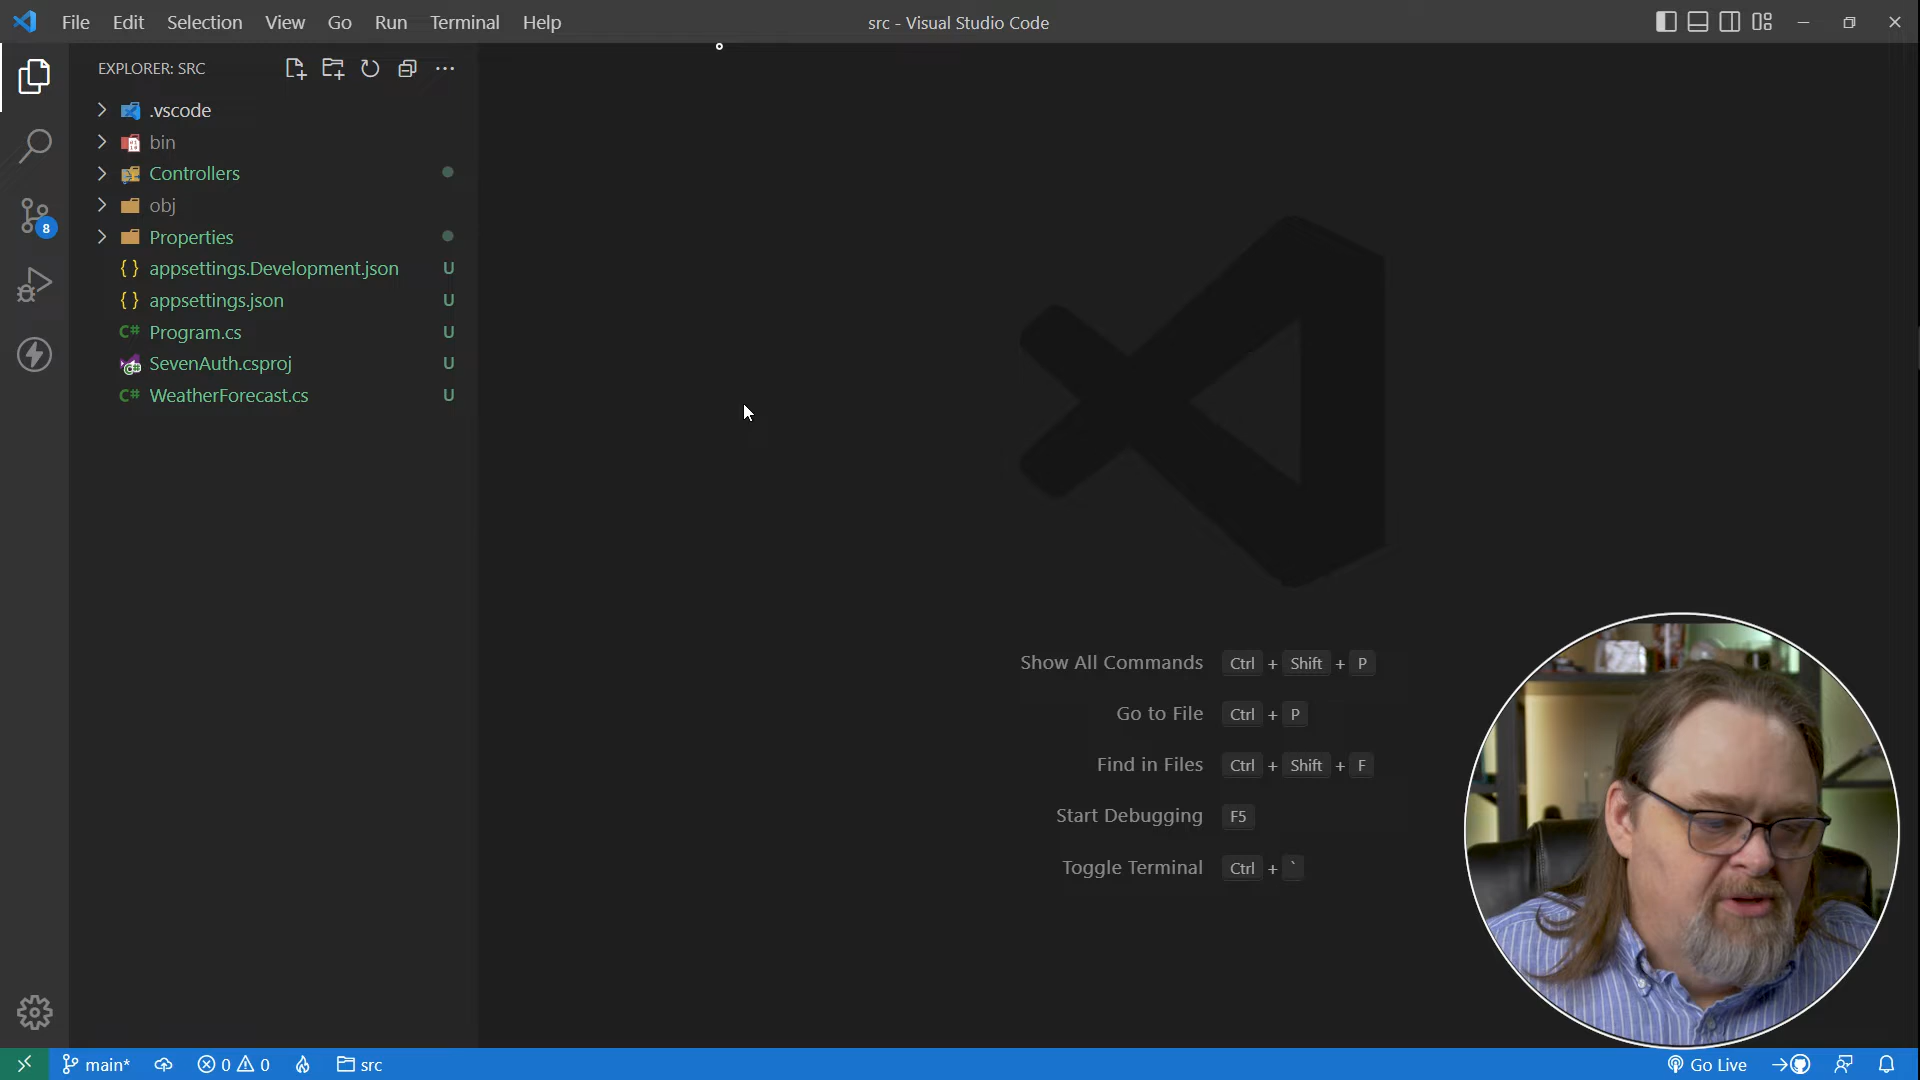 File Edit Selection View Go Run Terminal Help
src - Visual Studio Code
EXPLORER: SRC
.vscode
bin
Controllers
obj
Properties
appsettings.Development.json U
{ } appsettings.json U
C# Program.cs U
SevenAuth.csproj U
C# WeatherForecast.cs U
8
Show All Commands Ctrl + Shift + P
Go to File Ctrl + P
Find in Files Ctrl + Shift + F
Start Debugging F5
Toggle Terminal Ctrl + `
main* 0 0 src Go Live